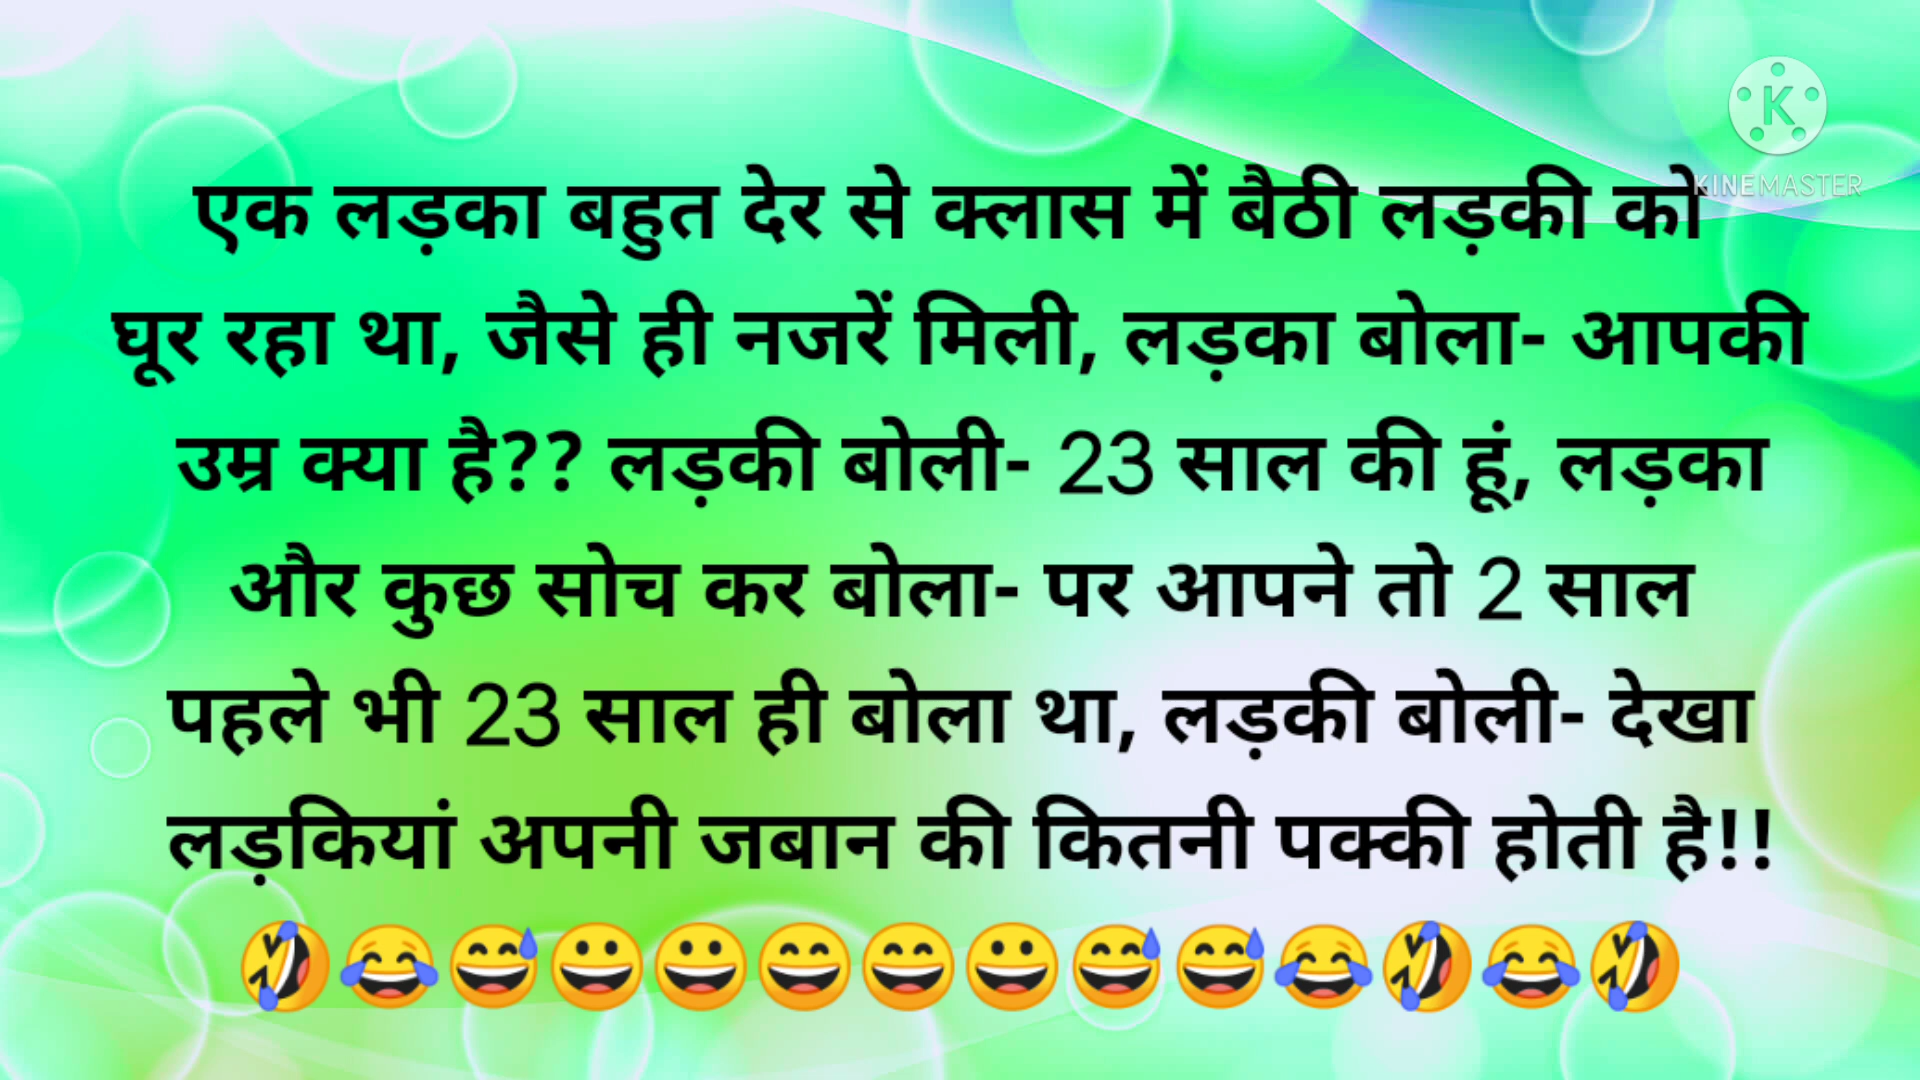 KINEMASTER
एक लड़का बहुत देर से क्लास में बैठी लड़की को
घूर रहा था, जैसे ही नजरें मिली, लड़का बोला- आपकी
उम्र क्या है?? लड़की बोली- 23 साल की हूं, लड़का
और कुछ सोच कर बोला- पर आपने तो 2 साल
पहले भी 23 साल ही बोला था, लड़की बोली- देखा
लड़कियां अपनी जबान की कितनी पक्की होती है!!
🤣😂😅😀😀😄😄😀😅😅😂🤣😂🤣